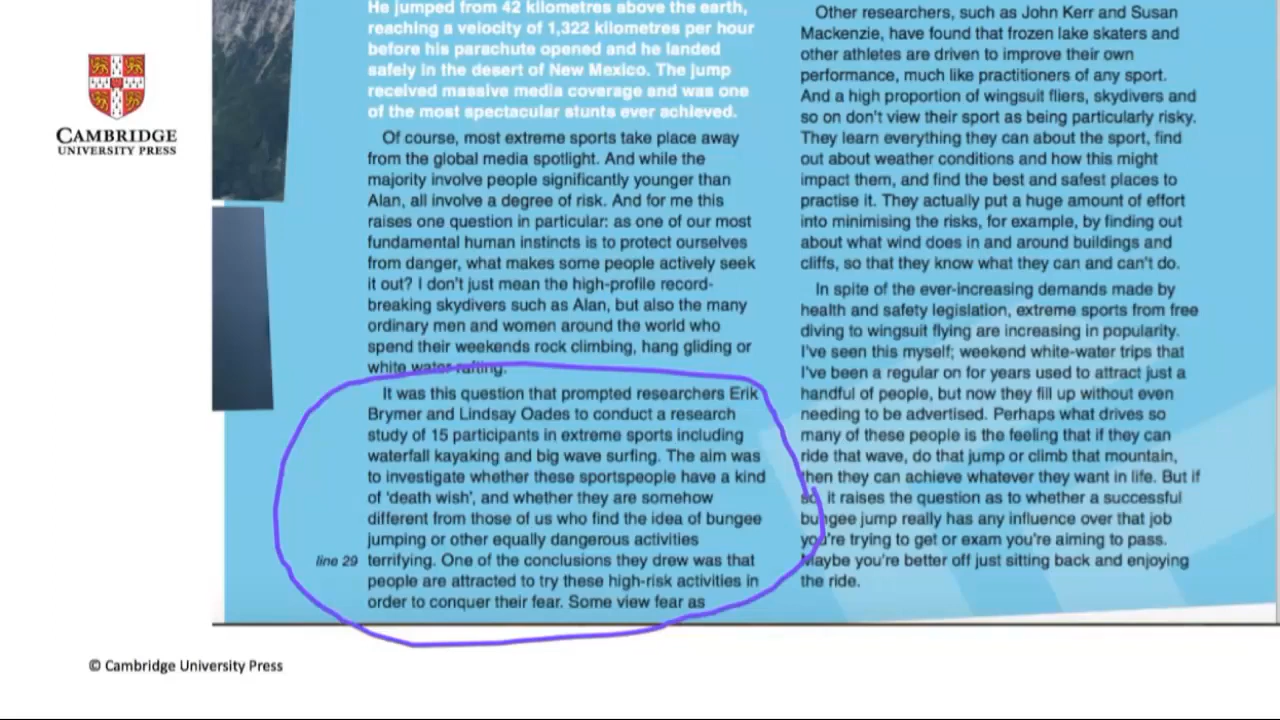 CAMBRIDGE
UNIVERSITY PRESS
He jumped from 42 kilometres above the earth,
reaching a velocity of 1,322 kilometres per hour
before his parachute opened and he landed
safely in the desert of New Mexico. The jump
received massive media coverage and was one
of the most spectacular stunts ever achieved.
Of course, most extreme sports take place away
from the global media spotlight. And while the
majority involve people significantly younger than
Alan, all involve a degree of risk. And for me this
raises one question in particular: as one of our most
fundamental human instincts is to protect ourselves
from danger, what makes some people actively seek
it out? I don't just mean the high-profile record-
breaking skydivers such as Alan, but also the many
ordinary men and women around the world who
spend their weekends rock climbing, hang gliding or
white water rafting.
It was this question that prompted researchers Erik
Brymer and Lindsay Oades to conduct a research
study of 15 participants in extreme sports including
waterfall kayaking and big wave surfing. The aim was
to investigate whether these sportspeople have a kind
of 'death wish', and whether they are somehow
different from those of us who find the idea of bungee
jumping or other equally dangerous activities
line 29 terrifying. One of the conclusions they drew was that
people are attracted to try these high-risk activities in
order to conquer their fear. Some view fear as
Other researchers, such as John Kerr and Susan
Mackenzie, have found that frozen lake skaters and
other athletes are driven to improve their own
performance, much like practitioners of any sport.
And a high proportion of wingsuit fliers, skydivers and
so on don't view their sport as being particularly risky.
They learn everything they can about the sport, find
out about weather conditions and how this might
impact them, and find the best and safest places to
practise it. They actually put a huge amount of effort
into minimising the risks, for example, by finding out
about what wind does in and around buildings and
cliffs, so that they know what they can and can't do.
In spite of the ever-increasing demands made by
health and safety legislation, extreme sports from free
diving to wingsuit flying are increasing in popularity.
I've seen this myself; weekend white-water trips that
I've been a regular on for years used to attract just a
handful of people, but now they fill up without even
needing to be advertised. Perhaps what drives so
many of these people is the feeling that if they can
ride that wave, do that jump or climb that mountain,
then they can achieve whatever they want in life. But if
so, it raises the question as to whether a successful
bungee jump really has any influence over that job
you're trying to get or exam you're aiming to pass.
Maybe you're better off just sitting back and enjoying
the ride.
© Cambridge University Press